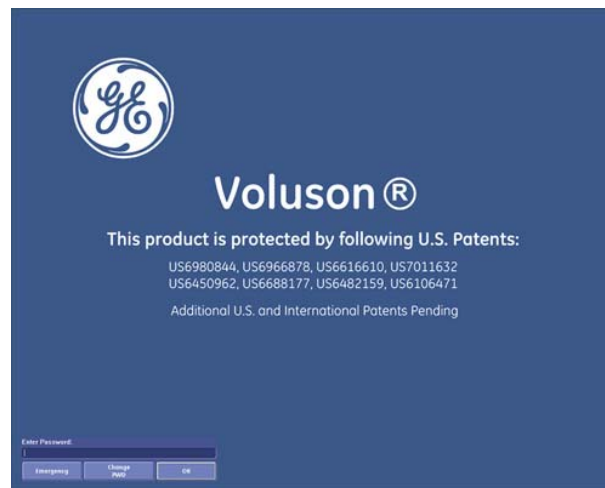 GE
Voluson ®
This product is protected by following U.S. Patents:
US6980844, US6966878, US6616610, US7011632
US6450962, US6688177, US6482159, US6106471
Additional U.S. and International Patents Pending
Enter Password:
Emergency
Change
PWD
OK